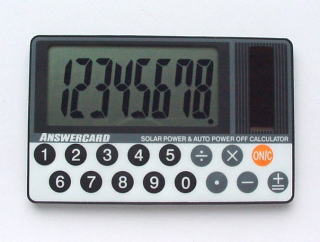 12345678.
ANSWERCARD SOLAR POWER & AUTO POWER OFF CALCULATOR
1 2 3 4 5 ÷ × ON/C
6 7 8 9 0 • − ±